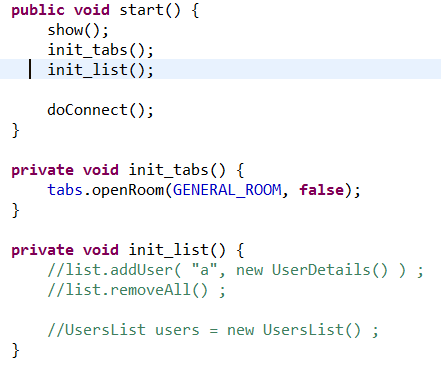 public void start() {
    show();
    init_tabs();
    init_list();

    doConnect();
}

private void init_tabs() {
    tabs.openRoom(GENERAL_ROOM, false);
}

private void init_list() {
    //list.addUser( "a", new UserDetails() ) ;
    //list.removeAll() ;

    //UsersList users = new UsersList() ;
}